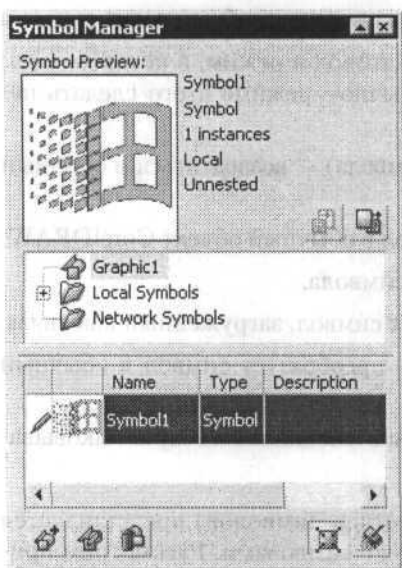 Symbol Manager
Symbol Preview:
Symbol1
Symbol
1 instances
Local
Unnested
Graphic1
Local Symbols
Network Symbols
Name Type Description
Symbol1 Symbol